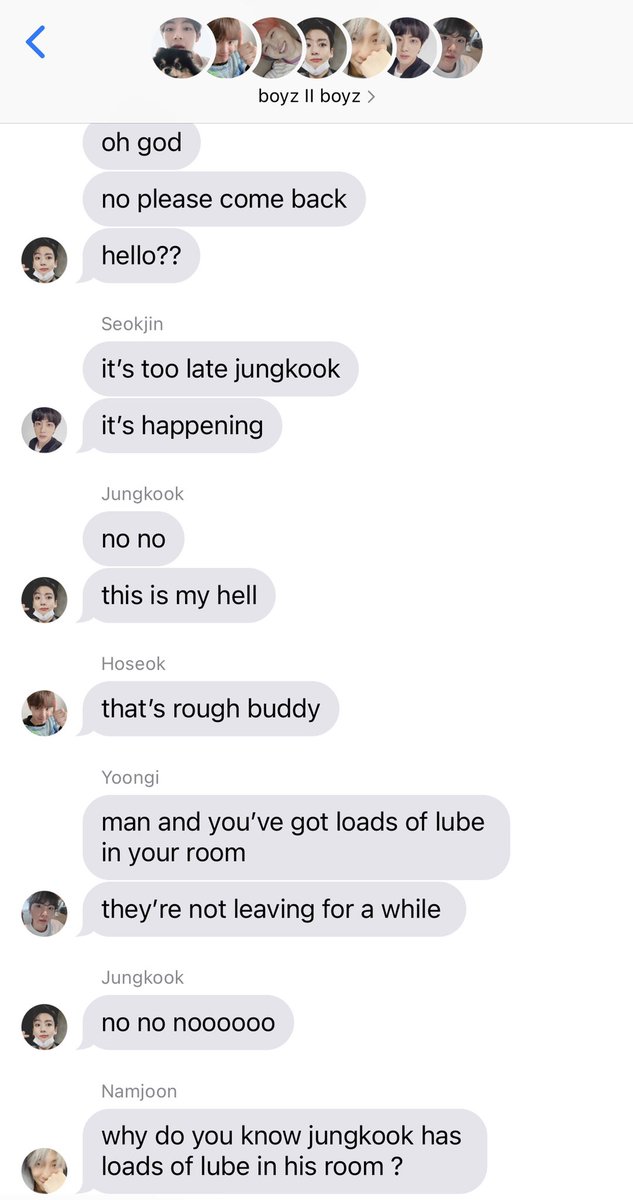 boyz II boyz >
oh god
no please come back
hello??
Seokjin
it’s too late jungkook
it’s happening
Jungkook
no no
this is my hell
Hoseok
that’s rough buddy
Yoongi
man and you’ve got loads of lube
in your room
they’re not leaving for a while
Jungkook
no no noooooo
Namjoon
why do you know jungkook has
loads of lube in his room ?